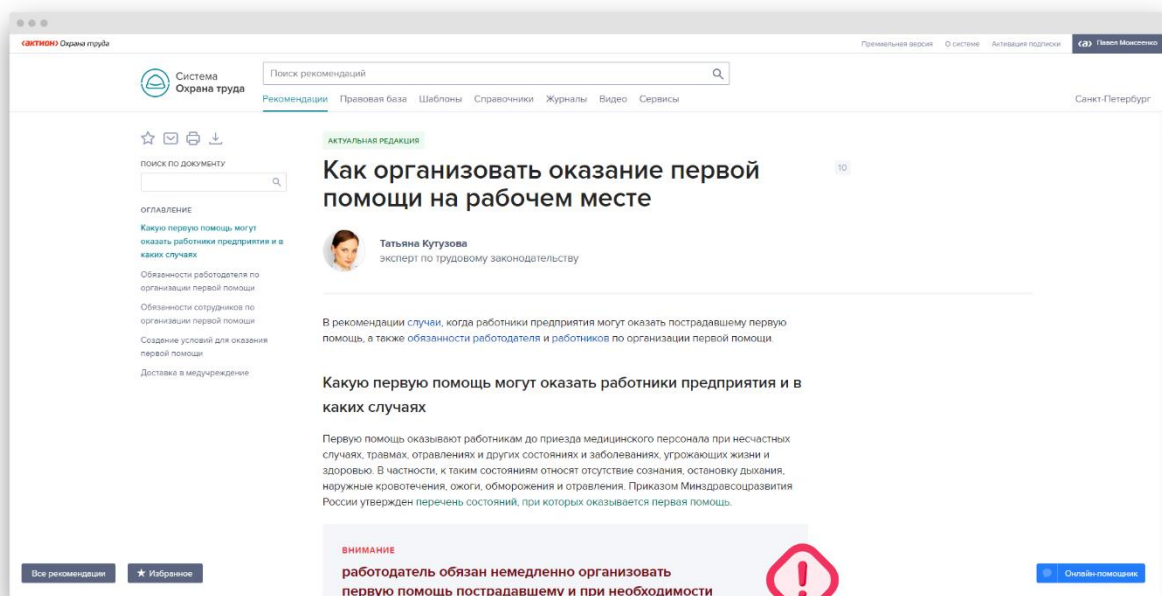 ‹актион› Охрана труда
Премиальная версия О системе Активация подписки ‹а› Павел Моисеенко
Система
Охрана труда
Поиск рекомендаций
Рекомендации Правовая база Шаблоны Справочники Журналы Видео Сервисы
Санкт-Петербург
ПОИСК ПО ДОКУМЕНТУ
ОГЛАВЛЕНИЕ
Какую первую помощь могут
оказать работники предприятия и в
каких случаях
Обязанности работодателя по
организации первой помощи
Обязанности сотрудников по
организации первой помощи
Создание условий для оказания
первой помощи
Доставка в медучреждение
АКТУАЛЬНАЯ РЕДАКЦИЯ
Как организовать оказание первой
помощи на рабочем месте
10
Татьяна Кутузова
эксперт по трудовому законодательству
В рекомендации случаи, когда работники предприятия могут оказать пострадавшему первую
помощь, а также обязанности работодателя и работников по организации первой помощи.
Какую первую помощь могут оказать работники предприятия и в
каких случаях
Первую помощь оказывают работникам до приезда медицинского персонала при несчастных
случаях, травмах, отравлениях и других состояниях и заболеваниях, угрожающих жизни и
здоровью. В частности, к таким состояниям относят отсутствие сознания, остановку дыхания,
наружные кровотечения, ожоги, обморожения и отравления. Приказом Минздравсоцразвития
России утвержден перечень состояний, при которых оказывается первая помощь.
ВНИМАНИЕ
работодатель обязан немедленно организовать
первую помощь пострадавшему и при необходимости
Все рекомендации
Избранное
Онлайн-помощник